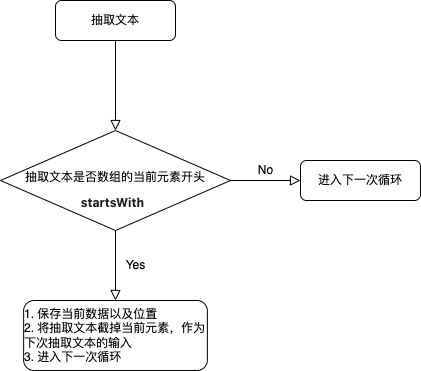 抽取文本
抽取文本是否数组的当前元素开头
startsWith
No
进入下一次循环
Yes
1. 保存当前数据以及位置
2. 将抽取文本截掉当前元素，作为
下次抽取文本的输入
3. 进入下一次循环